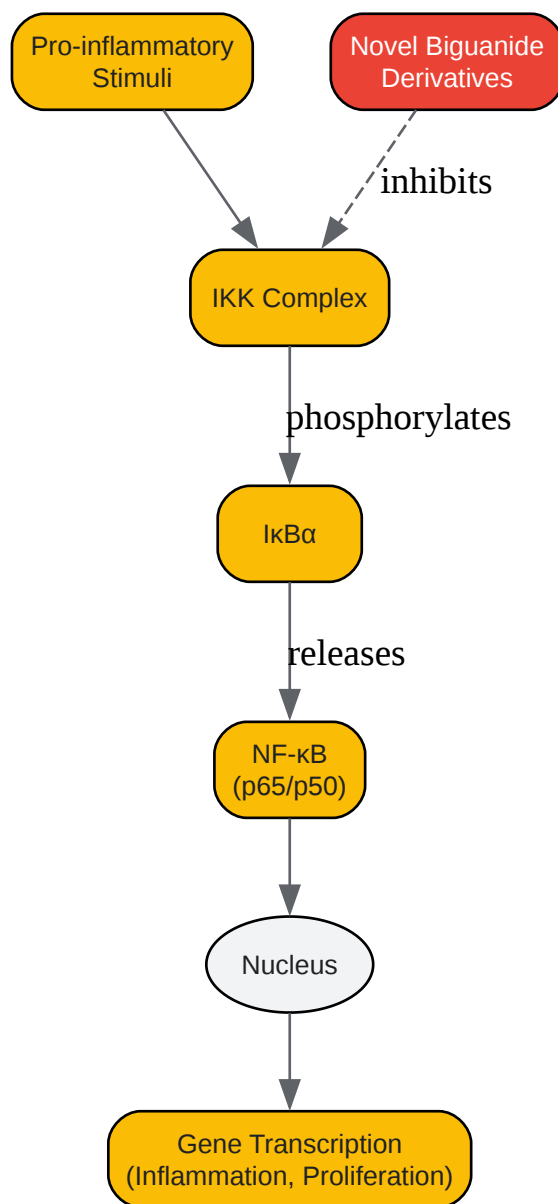 Pro-inflammatory
Stimuli
Novel Biguanide
Derivatives
inhibits
IKK Complex
phosphorylates
IκBα
releases
NF-κB
(p65/p50)
Nucleus
Gene Transcription
(Inflammation, Proliferation)